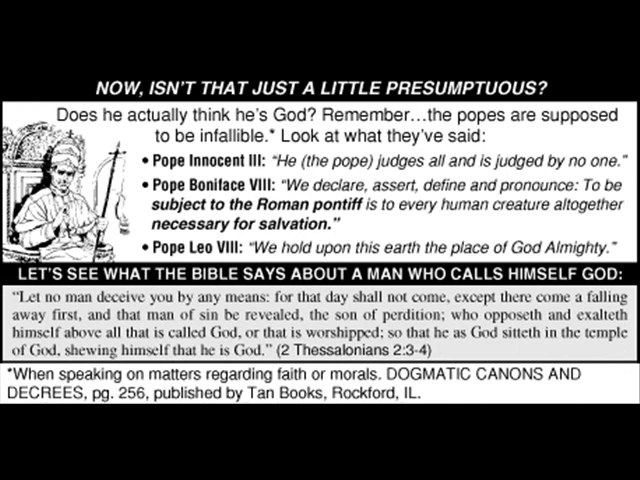 NOW, ISN'T THAT JUST A LITTLE PRESUMPTUOUS?
Does he actually think he's God? Remember…the popes are supposed
to be infallible.* Look at what they've said:
• Pope Innocent III: “He (the pope) judges all and is judged by no one.”
• Pope Boniface VIII: “We declare, assert, define and pronounce: To be
subject to the Roman pontiff is to every human creature altogether
necessary for salvation.”
• Pope Leo VIII: “We hold upon this earth the place of God Almighty.”
LET'S SEE WHAT THE BIBLE SAYS ABOUT A MAN WHO CALLS HIMSELF GOD:
“Let no man deceive you by any means: for that day shall not come, except there come a falling
away first, and that man of sin be revealed, the son of perdition; who opposeth and exalteth
himself above all that is called God, or that is worshipped; so that he as God sitteth in the temple
of God, shewing himself that he is God.” (2 Thessalonians 2:3-4)
*When speaking on matters regarding faith or morals. DOGMATIC CANONS AND
DECREES, pg. 256, published by Tan Books, Rockford, IL.